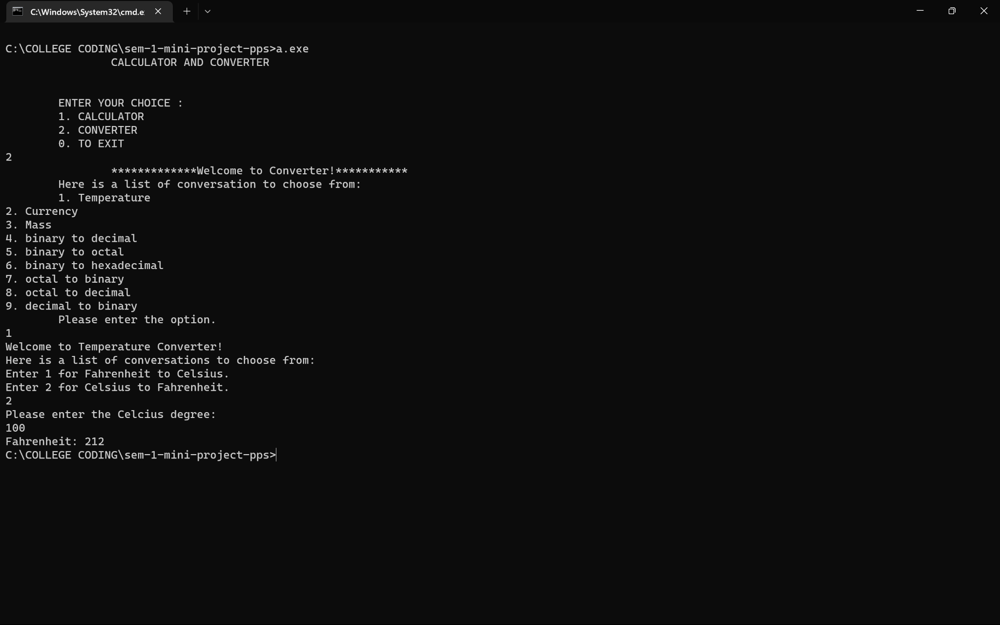 C:\Windows\System32\cmd.e
C:\COLLEGE CODING\sem-1-mini-project-pps>a.exe
CALCULATOR AND CONVERTER
ENTER YOUR CHOICE :
1. CALCULATOR
2. CONVERTER
0. TO EXIT
2
*************Welcome to Converter!***********
Here is a list of conversation to choose from:
1. Temperature
2. Currency
3. Mass
4. binary to decimal
5. binary to octal
6. binary to hexadecimal
7. octal to binary
8. octal to decimal
9. decimal to binary
Please enter the option.
1
Welcome to Temperature Converter!
Here is a list of conversations to choose from:
Enter 1 for Fahrenheit to Celsius.
Enter 2 for Celsius to Fahrenheit.
2
Please enter the Celcius degree:
100
Fahrenheit: 212
C:\COLLEGE CODING\sem-1-mini-project-pps>